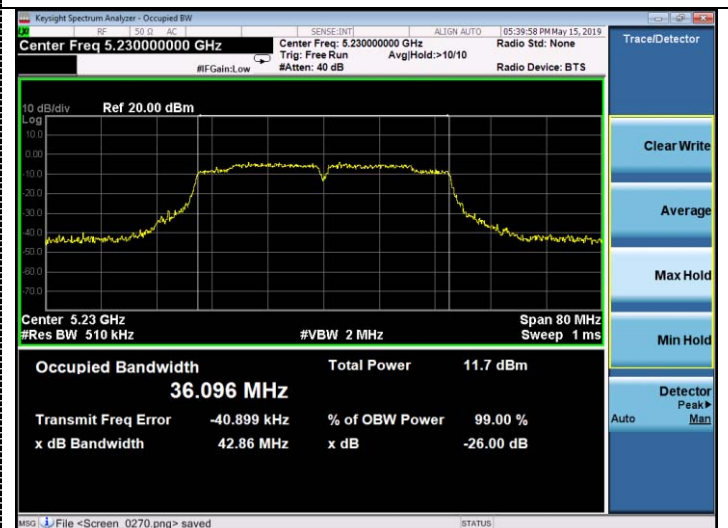 Keysight Spectrum Analyzer - Occupied BW
RF 50 Ω AC SENSE:INT ALIGN AUTO 05:39:58 PM May 15, 2019
Center Freq 5.230000000 GHz Center Freq: 5.230000000 GHz Radio Std: None
Trig: Free Run Avg|Hold:>10/10
#IFGain:Low #Atten: 40 dB Radio Device: BTS
Trace/Detector
10 dB/div Ref 20.00 dBm
Log
10.0
0.00
-10.0
-20.0
-30.0
-40.0
-50.0
-60.0
-70.0
Center 5.23 GHz Span 80 MHz
#Res BW 510 kHz #VBW 2 MHz Sweep 1 ms
Occupied Bandwidth Total Power 11.7 dBm
36.096 MHz
Transmit Freq Error -40.899 kHz % of OBW Power 99.00 %
x dB Bandwidth 42.86 MHz x dB -26.00 dB
Clear Write
Average
Max Hold
Min Hold
Detector
Peak▶
Auto Man
MSG File <Screen_0270.png> saved STATUS